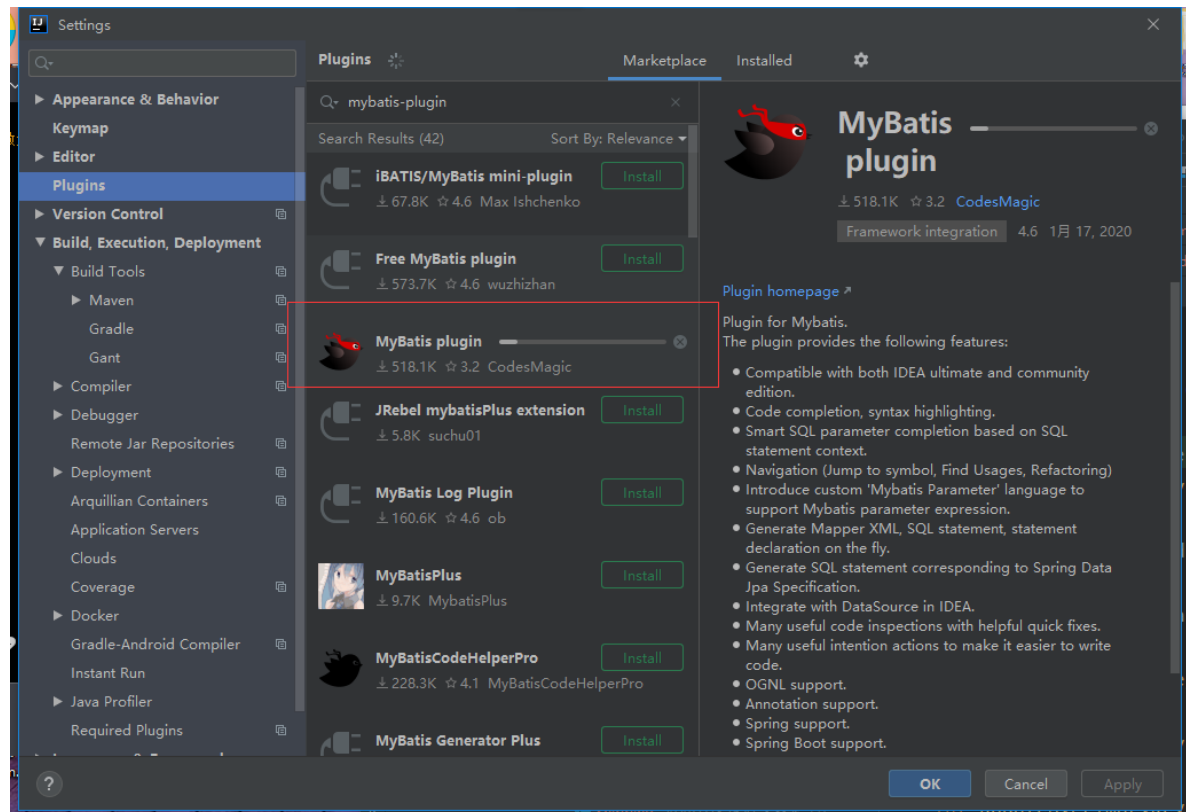 Settings
Plugins
Marketplace
Installed
Appearance & Behavior
Keymap
Editor
Plugins
Version Control
Build, Execution, Deployment
Build Tools
Maven
Gradle
Gant
Compiler
Debugger
Remote Jar Repositories
Deployment
Arquillian Containers
Application Servers
Clouds
Coverage
Docker
Gradle-Android Compiler
Instant Run
Java Profiler
Required Plugins
mybatis-plugin
Search Results (42)
Sort By: Relevance
iBATIS/MyBatis mini-plugin
Install
67.8K 4.6 Max Ishchenko
Free MyBatis plugin
Install
573.7K 4.6 wuzhizhan
MyBatis plugin
518.1K 3.2 CodesMagic
JRebel mybatisPlus extension
Install
5.8K suchu01
MyBatis Log Plugin
Install
160.6K 4.6 ob
MyBatisPlus
Install
9.7K MybatisPlus
MyBatisCodeHelperPro
Install
228.3K 4.1 MyBatisCodeHelperPro
MyBatis Generator Plus
Install
MyBatis
plugin
518.1K 3.2 CodesMagic
Framework integration 4.6 1月 17, 2020
Plugin homepage
Plugin for Mybatis.
The plugin provides the following features:
Compatible with both IDEA ultimate and community
edition.
Code completion, syntax highlighting.
Smart SQL parameter completion based on SQL
statement context.
Navigation (Jump to symbol, Find Usages, Refactoring)
Introduce custom 'Mybatis Parameter' language to
support Mybatis parameter expression.
Generate Mapper XML, SQL statement, statement
declaration on the fly.
Generate SQL statement corresponding to Spring Data
Jpa Specification.
Integrate with DataSource in IDEA.
Many useful code inspections with helpful quick fixes.
Many useful intention actions to make it easier to write
code.
OGNL support.
Annotation support.
Spring support.
Spring Boot support.
?
OK
Cancel
Apply